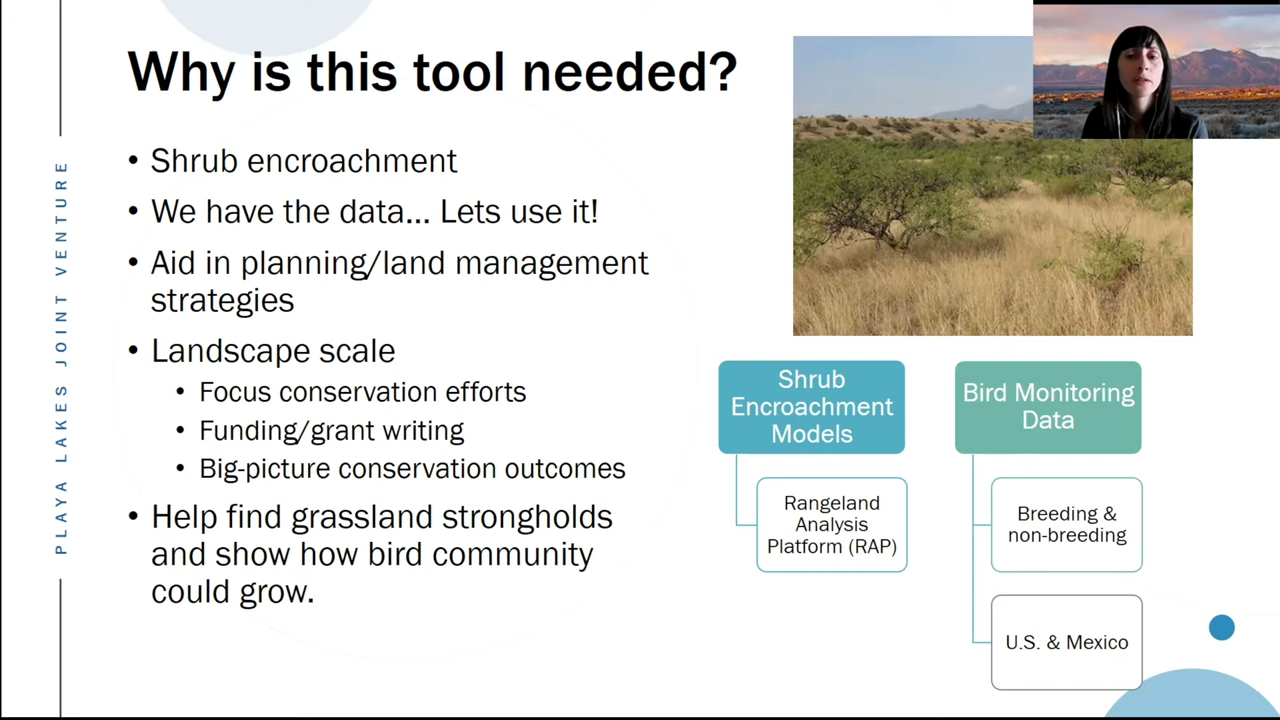 Why is this tool needed?
PLAYA LAKES JOINT VENTURE
• Shrub encroachment
• We have the data... Lets use it!
• Aid in planning/land management
strategies
• Landscape scale
• Focus conservation efforts
• Funding/grant writing
• Big-picture conservation outcomes
• Help find grassland strongholds
and show how bird community
could grow.
Shrub
Encroachment
Models
Rangeland
Analysis
Platform (RAP)
Bird Monitoring
Data
Breeding &
non-breeding
U.S. & Mexico